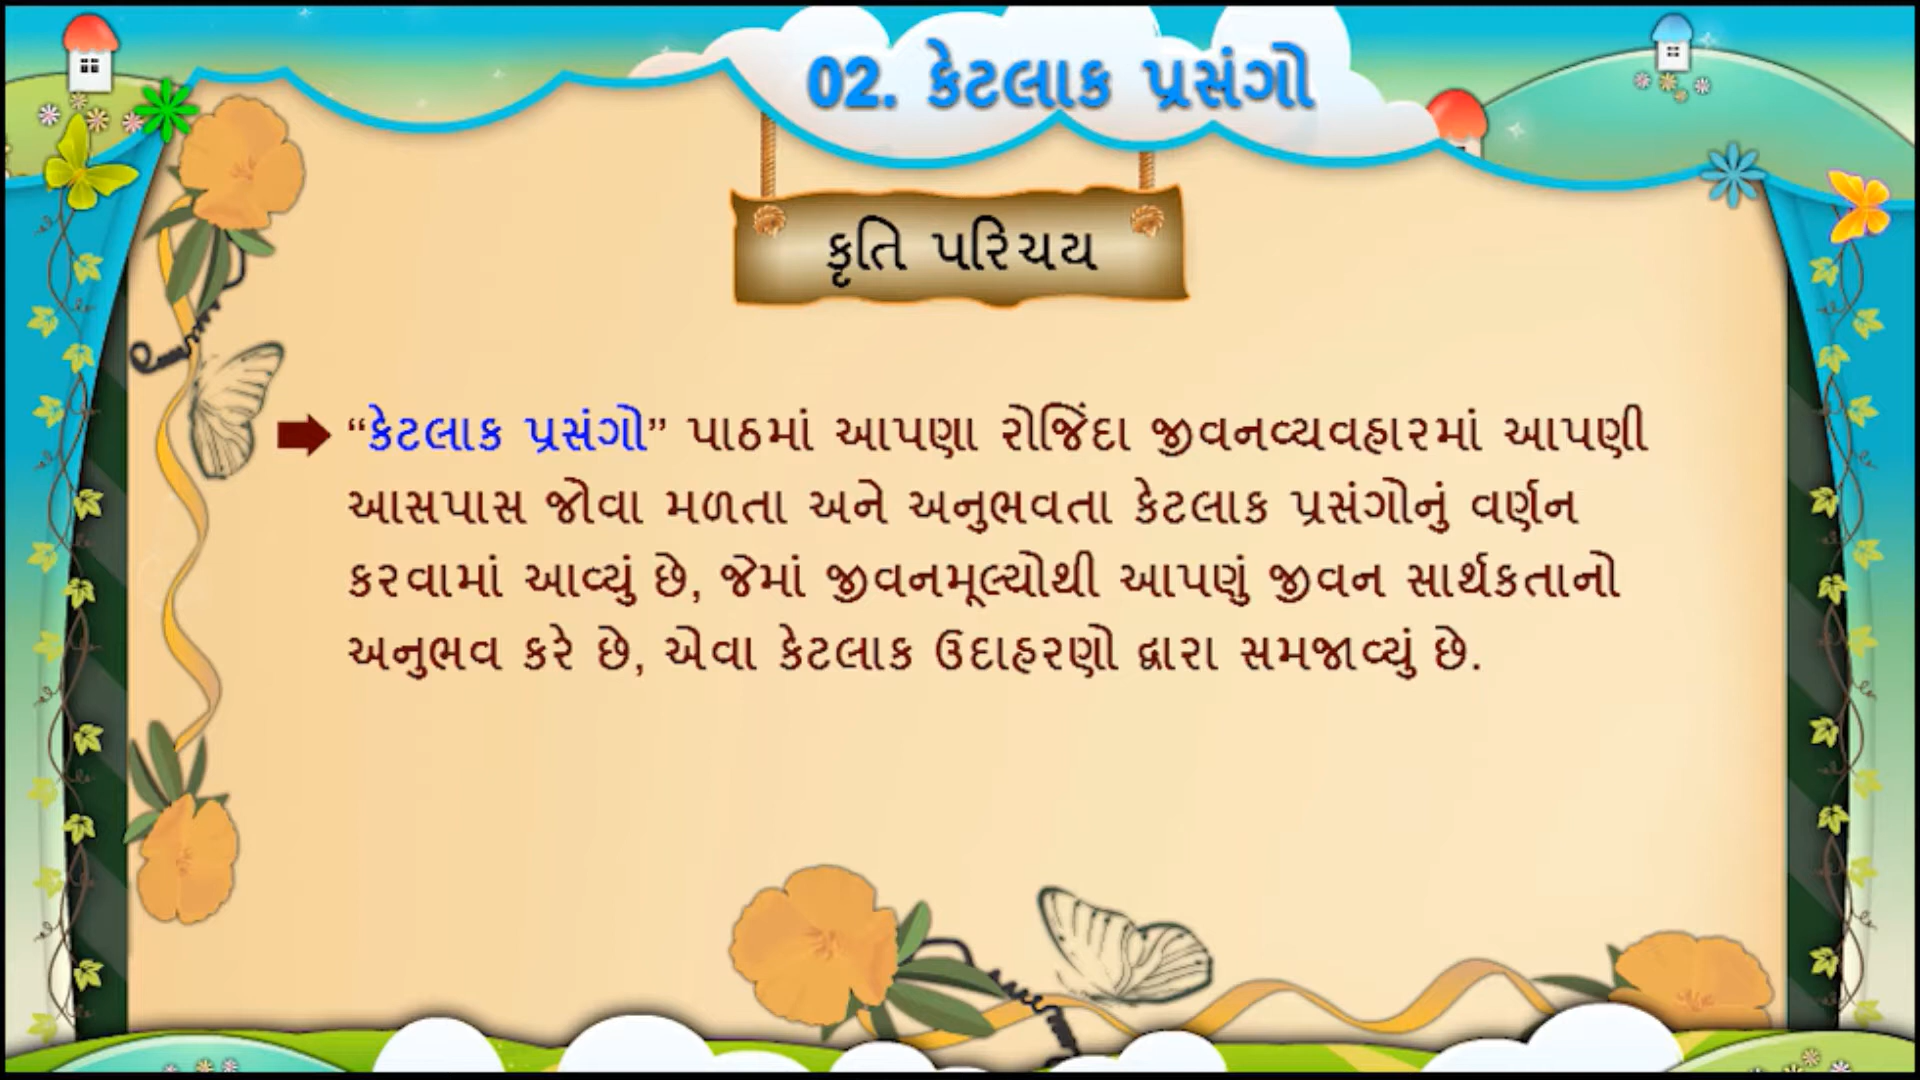 02. કેટલાક પ્રસંગો
કૃતિ પરિચય
“કેટલાક પ્રસંગો” પાઠમાં આપણા રોજિંદા જીવનવ્યવહારમાં આપણી
આસપાસ જોવા મળતા અને અનુભવતા કેટલાક પ્રસંગોનું વર્ણન
કરવામાં આવ્યું છે, જેમાં જીવનમૂલ્યોથી આપણું જીવન સાર્થકતાનો
અનુભવ કરે છે, એવા કેટલાક ઉદાહરણો દ્વારા સમજાવ્યું છે.